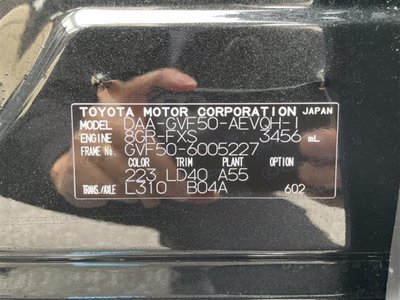 TOYOTA MOTOR CORPORATION JAPAN
MODEL DAA-GVF50-AEVQH-J
ENGINE 8GR-FXS 3456 mL
FRAME No. GVF50-6005227
COLOR TRIM PLANT OPTION
223 LD40 A55
TRANS./AXLE L310 B04A 602